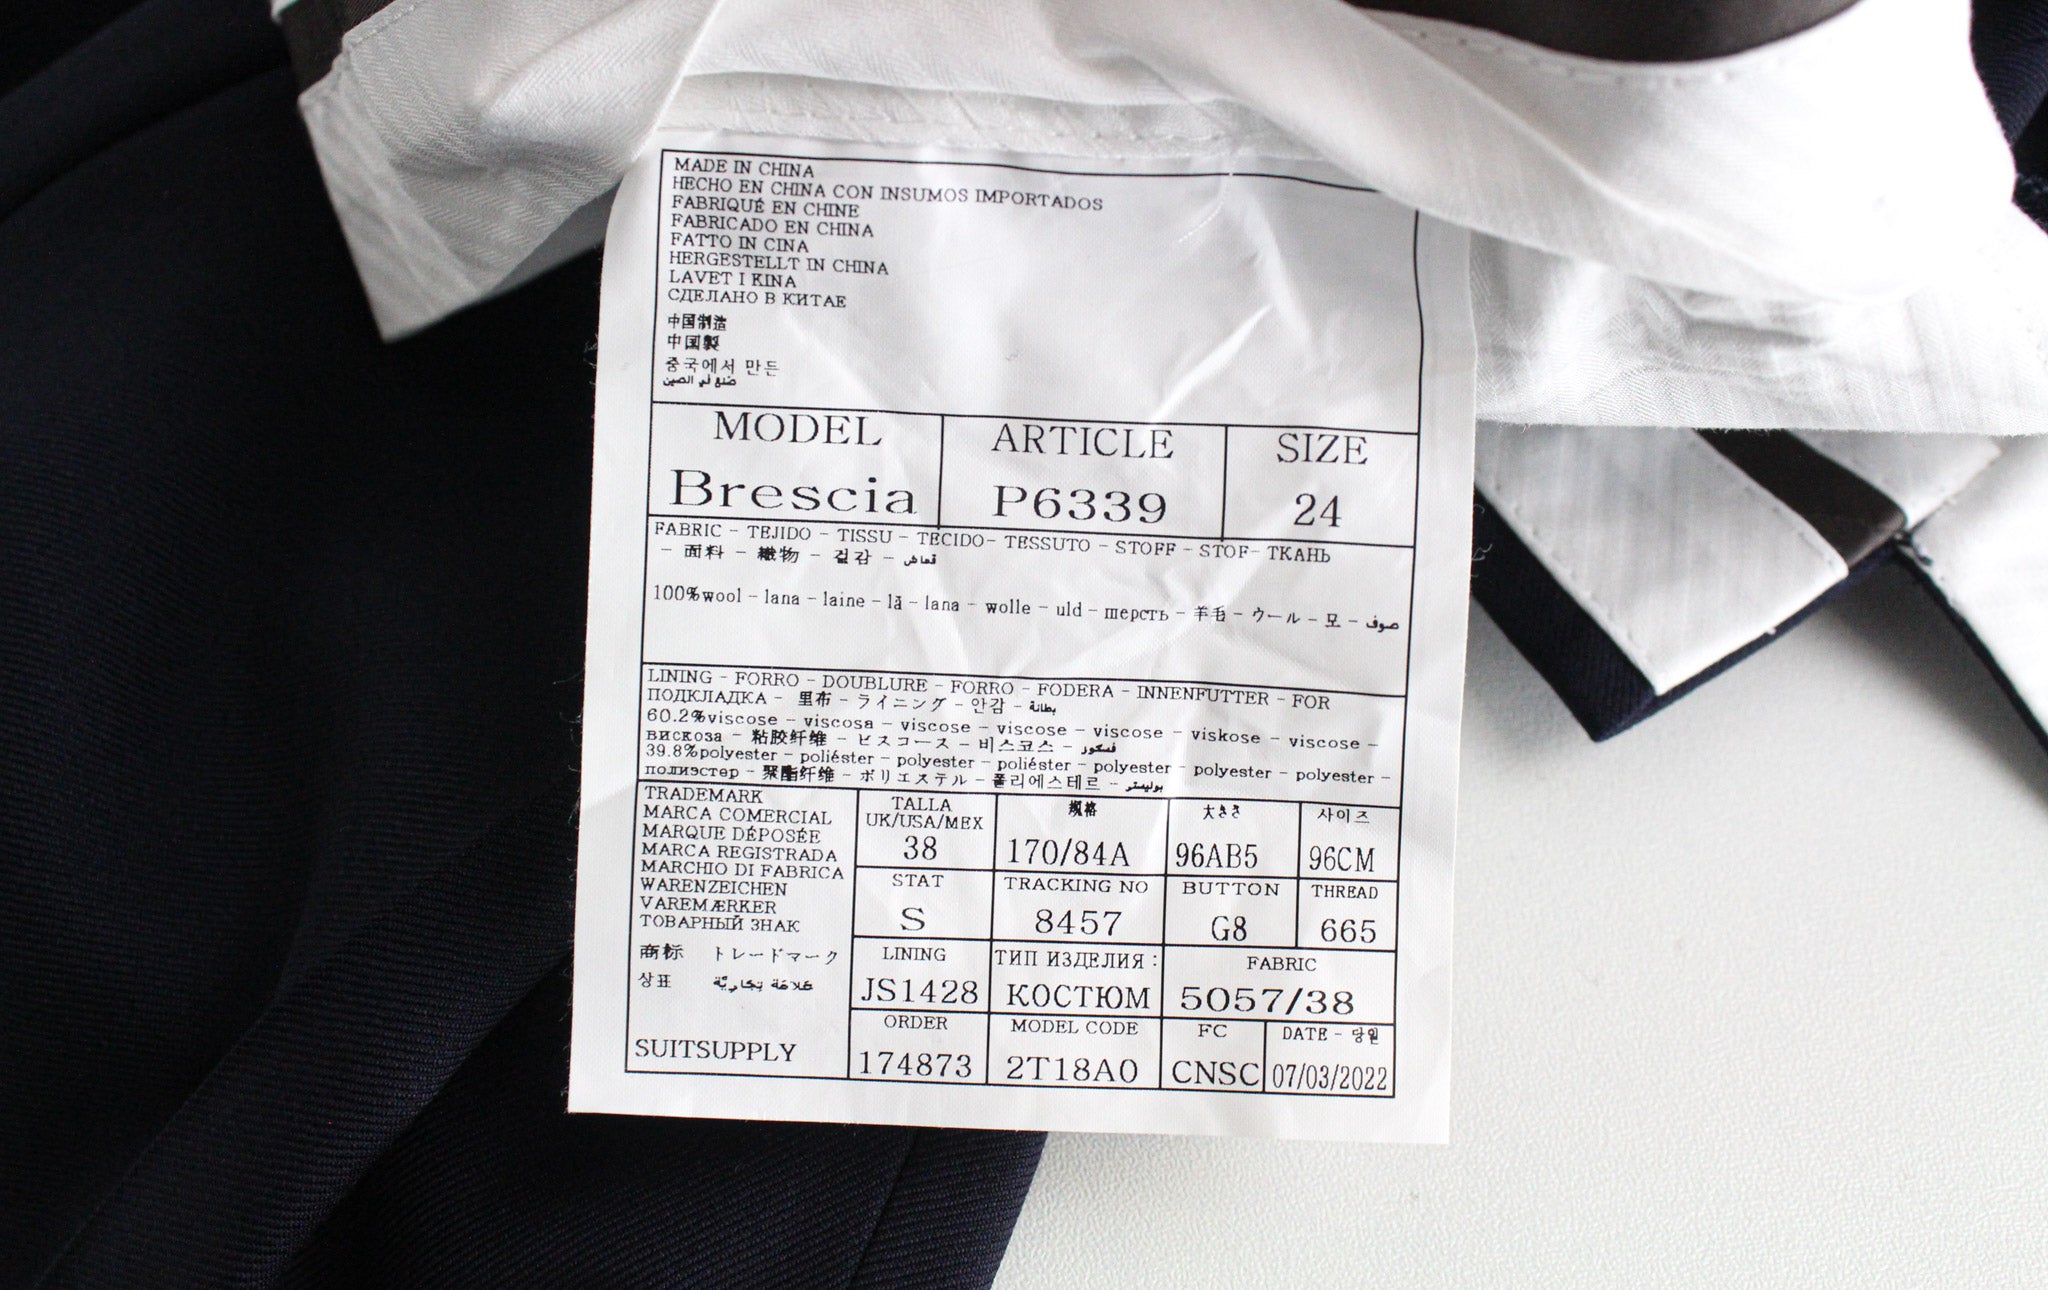 MADE IN CHINA
HECHO EN CHINA CON INSUMOS IMPORTADOS
FABRIQUÉ EN CHINE
FABRICADO EN CHINA
FATTO IN CINA
HERGESTELLT IN CHINA
LAVET I KINA
СДЕЛАНО В КИТАЕ
中国制造
中国製
중국에서 만든
صنع في الصين
MODEL ARTICLE SIZE
Brescia P6339 24
FABRIC - TEJIDO - TISSU - TECIDO- TESSUTO - STOFF - STOF- ТКАНЬ
- 面料 - 織物 - 겉감 - قماش
100%wool - lana - laine - lã - lana - wolle - uld - шерсть - 羊毛 - ウール - 모 - صوف
LINING - FORRO - DOUBLURE - FORRO - FODERA - INNENFUTTER - FOR
ПОДКЛАДКА - 里布 - ライニング - 안감 - بطانة
60.2%viscose - viscosa - viscose - viscose - viscose - viskose - viscose -
вискоза - 粘胶纤维 - ビスコース - 비스코스 - فسكوز
39.8%polyester - poliéster - polyester - poliéster - polyester - polyester - polyester -
полиэстер - 聚酯纤维 - ポリエステル - 폴리에스테르 - بوليستر
TRADEMARK
MARCA COMERCIAL
MARQUE DÉPOSÉE
MARCA REGISTRADA
MARCHIO DI FABRICA
WARENZEICHEN
VAREMÆRKER
ТОВАРНЫЙ ЗНАК
商标 トレードマーク
상표 علامة تجارية
SUITSUPPLY
TALLA 规格 大きさ 사이즈
UK/USA/MEX
38 170/84A 96AB5 96CM
STAT TRACKING NO BUTTON THREAD
S 8457 G8 665
LINING ТИП ИЗДЕЛИЯ : FABRIC
JS1428 КОСТЮМ 5057/38
ORDER MODEL CODE FC DATE - 당일
174873 2T18A0 CNSC 07/03/2022